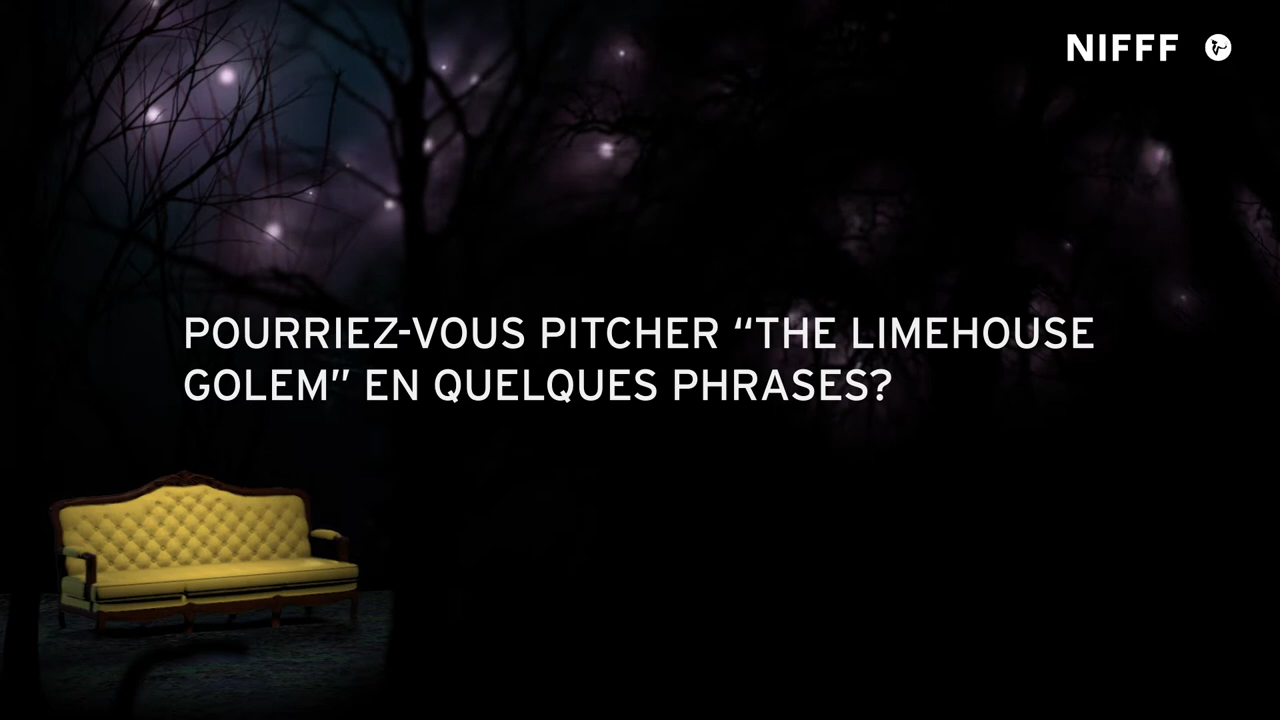 NIFFF
POURRIEZ-VOUS PITCHER “THE LIMEHOUSE
GOLEM” EN QUELQUES PHRASES?